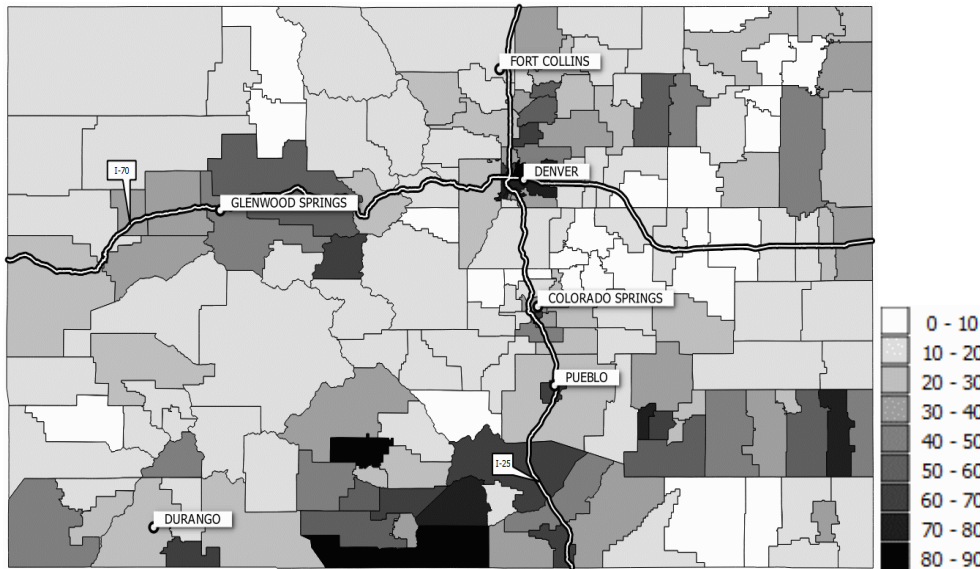 FORT COLLINS
I-70
DENVER
GLENWOOD SPRINGS
COLORADO SPRINGS
PUEBLO
I-25
DURANGO
0 - 10
10 - 20
20 - 30
30 - 40
40 - 50
50 - 60
60 - 70
70 - 80
80 - 90